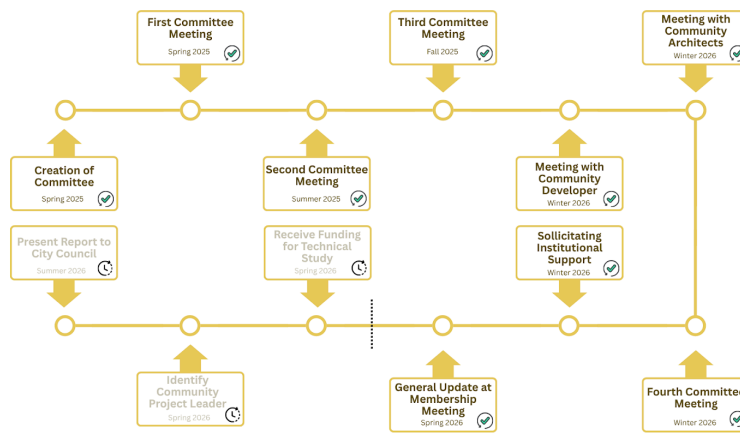 First Committee
Meeting
Spring 2025
Third Committee
Meeting
Fall 2025
Meeting with
Community
Architects
Winter 2026
Creation of
Committee
Spring 2025
Second Committee
Meeting
Summer 2025
Meeting with
Community
Developer
Winter 2026
Present Report to
City Council
Summer 2026
Receive Funding
for Technical
Study
Spring 2026
Sollicitating
Institutional
Support
Winter 2026
Identify
Community
Project Leader
Spring 2026
General Update at
Membership
Meeting
Spring 2026
Fourth Committee
Meeting
Winter 2026